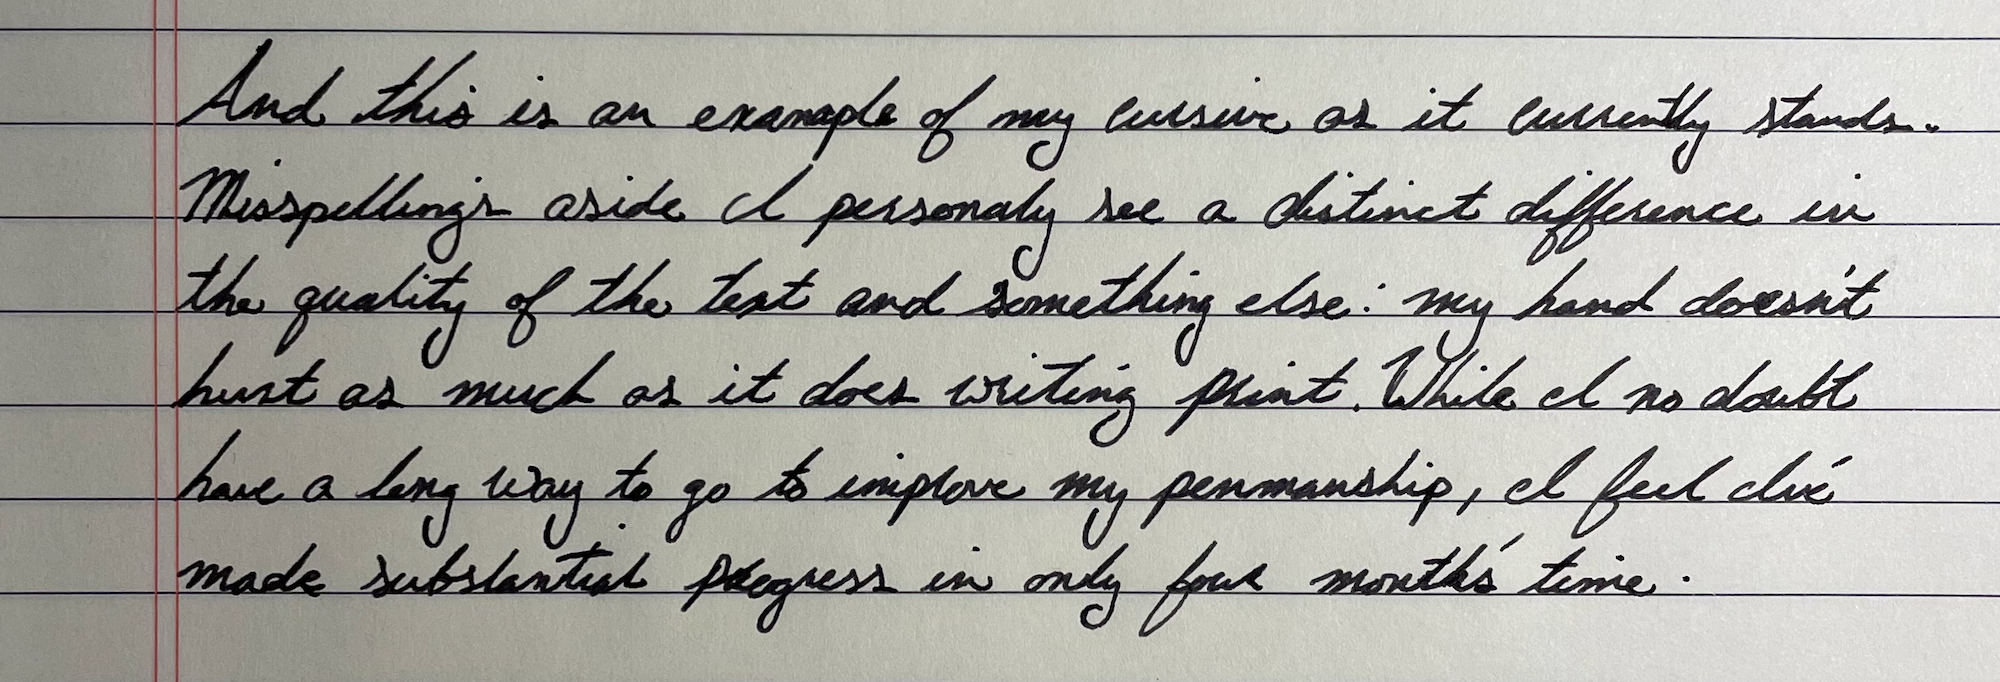 And this is an example of my cursive as it currently stands.
Misspellings aside I personaly see a distinct difference in
the quality of the text and something else: my hand doesn't
hurt as much as it does writing print. While I no doubt
have a long way to go to improve my penmanship, I feel I've
made substantial progress in only four month's time.